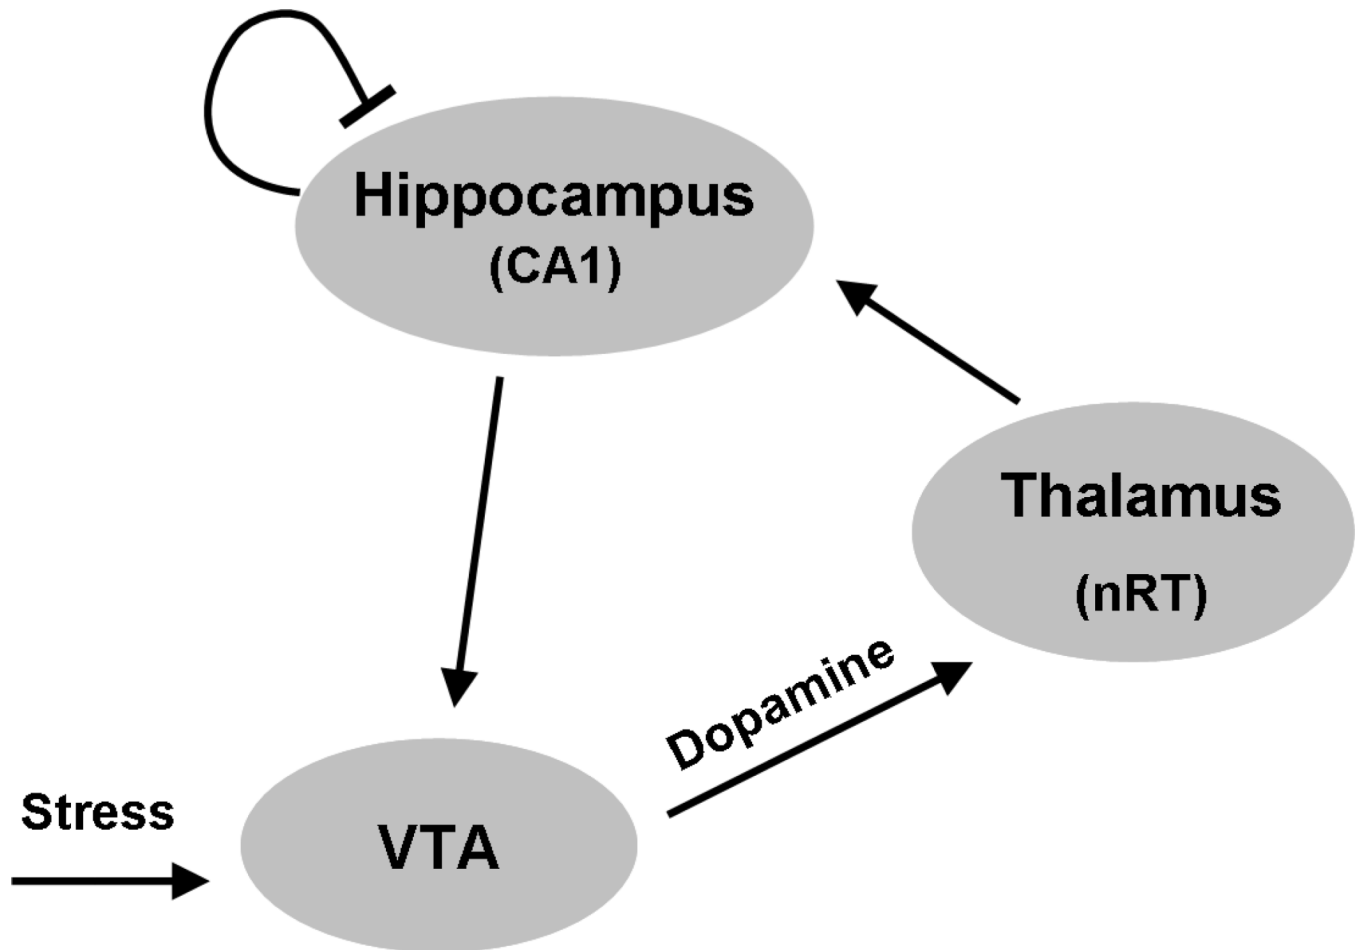 Hippocampus
(CA1)
Thalamus
(nRT)
Dopamine
Stress
VTA